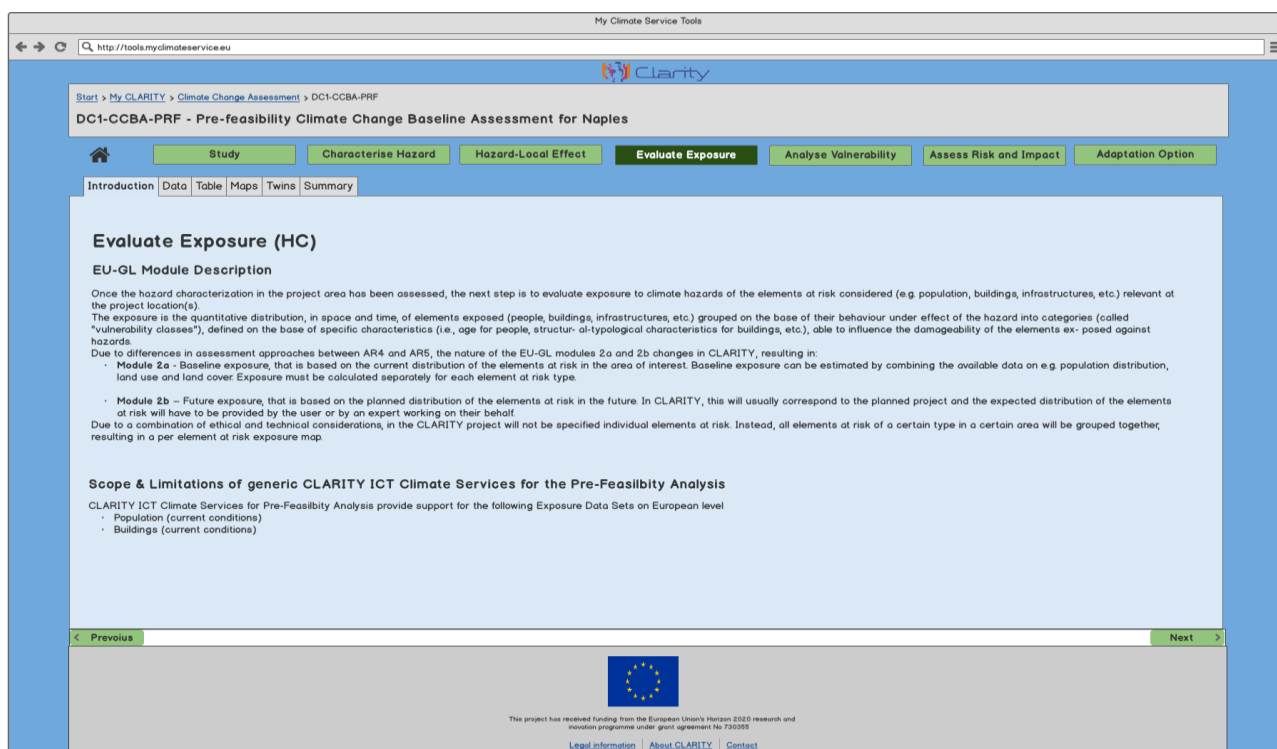 My Climate Service Tools
http://tools.myclimateservice.eu
Clarity
Start > My CLARITY > Climate Change Assessment > DC1-CCBA-PRF
DC1-CCBA-PRF - Pre-feasibility Climate Change Baseline Assessment for Naples
Study Characterise Hazard Hazard-Local Effect Evaluate Exposure Analyse Valnerability Assess Risk and Impact Adaptation Option
Introduction Data Table Maps Twins Summary
Evaluate Exposure (HC)
EU-GL Module Description
Once the hazard characterization in the project area has been assessed, the next step is to evaluate exposure to climate hazards of the elements at risk considered (e.g. population, buildings, infrastructures, etc.) relevant at
the project location(s).
The exposure is the quantitative distribution, in space and time, of elements exposed (people, buildings, infrastructures, etc.) grouped on the base of their behaviour under effect of the hazard into categories (called
"vulnerability classes"), defined on the base of specific characteristics (i.e., age for people, structur- al-typological characteristics for buildings, etc.), able to influence the damageability of the elements ex- posed against
hazards.
Due to differences in assessment approaches between AR4 and AR5, the nature of the EU-GL modules 2a and 2b changes in CLARITY, resulting in:
· Module 2a - Baseline exposure, that is based on the current distribution of the elements at risk in the area of interest. Baseline exposure can be estimated by combining the available data on e.g. population distribution,
land use and land cover. Exposure must be calculated separately for each element at risk type.
· Module 2b – Future exposure, that is based on the planned distribution of the elements at risk in the future. In CLARITY, this will usually correspond to the planned project and the expected distribution of the elements
at risk will have to be provided by the user or by an expert working on their behalf.
Due to a combination of ethical and technical considerations, in the CLARITY project will not be specified individual elements at risk. Instead, all elements at risk of a certain type in a certain area will be grouped together,
resulting in a per element at risk exposure map.
Scope & Limitations of generic CLARITY ICT Climate Services for the Pre-Feasilbity Analysis
CLARITY ICT Climate Services for Pre-Feasilbity Analysis provide support for the following Exposure Data Sets on European level
· Population (current conditions)
· Buildings (current conditions)
< Prevoius Next >
This project has received funding from the European Union's Horizon 2020 research and
inovation programme under grant agreement No 730355
Legal information | About CLARITY | Contact